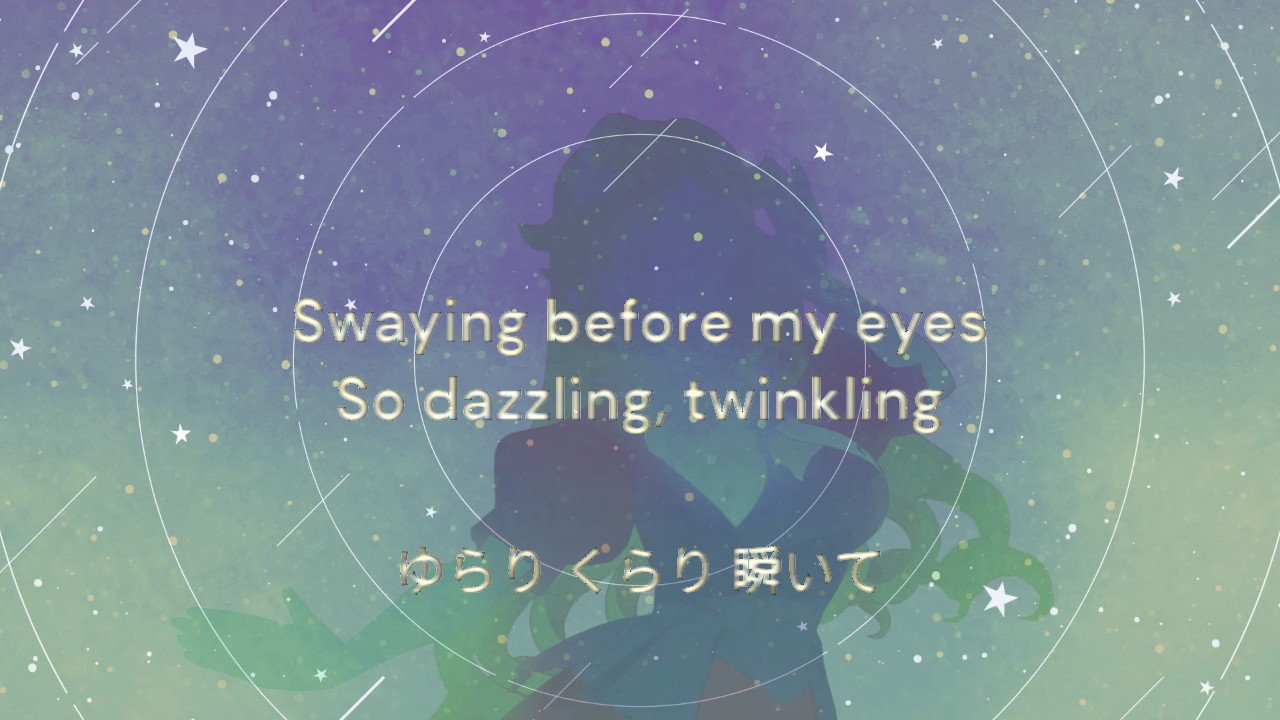 Swaying before my eyes
So dazzling, twinkling
ゆらり くらり 瞬いて